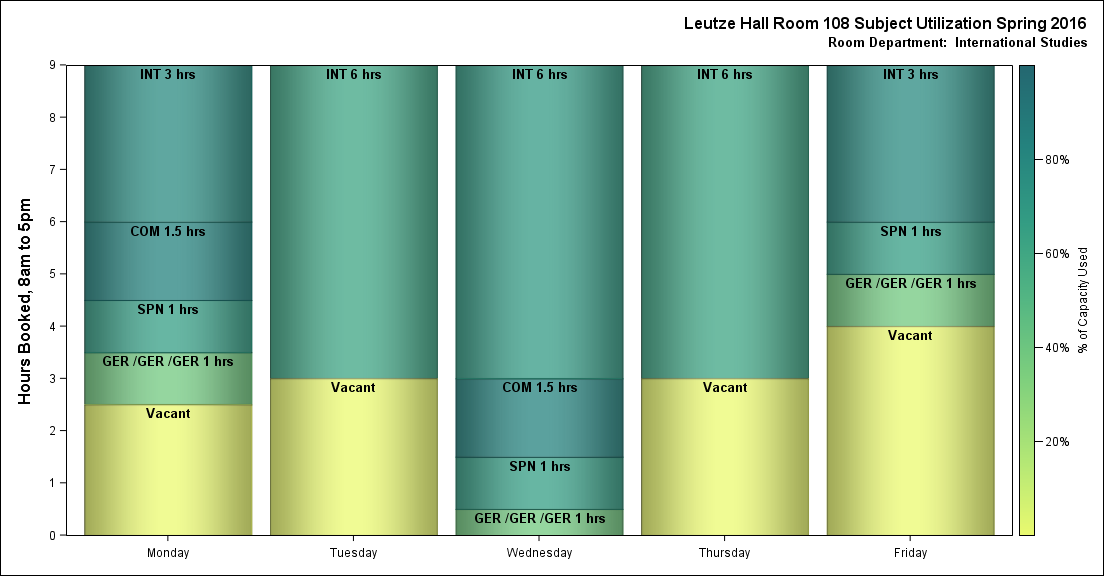 Leutze Hall Room 108 Subject Utilization Spring 2016
Room Department:  International Studies
Hours Booked, 8am to 5pm
9
8
7
6
5
4
3
2
1
0
INT 3 hrs
COM 1.5 hrs
SPN 1 hrs
GER /GER /GER 1 hrs
Vacant
Monday
INT 6 hrs
Vacant
Tuesday
INT 6 hrs
COM 1.5 hrs
SPN 1 hrs
GER /GER /GER 1 hrs
Wednesday
INT 6 hrs
Vacant
Thursday
INT 3 hrs
SPN 1 hrs
GER /GER /GER 1 hrs
Vacant
Friday
80%
60%
40%
20%
% of Capacity Used